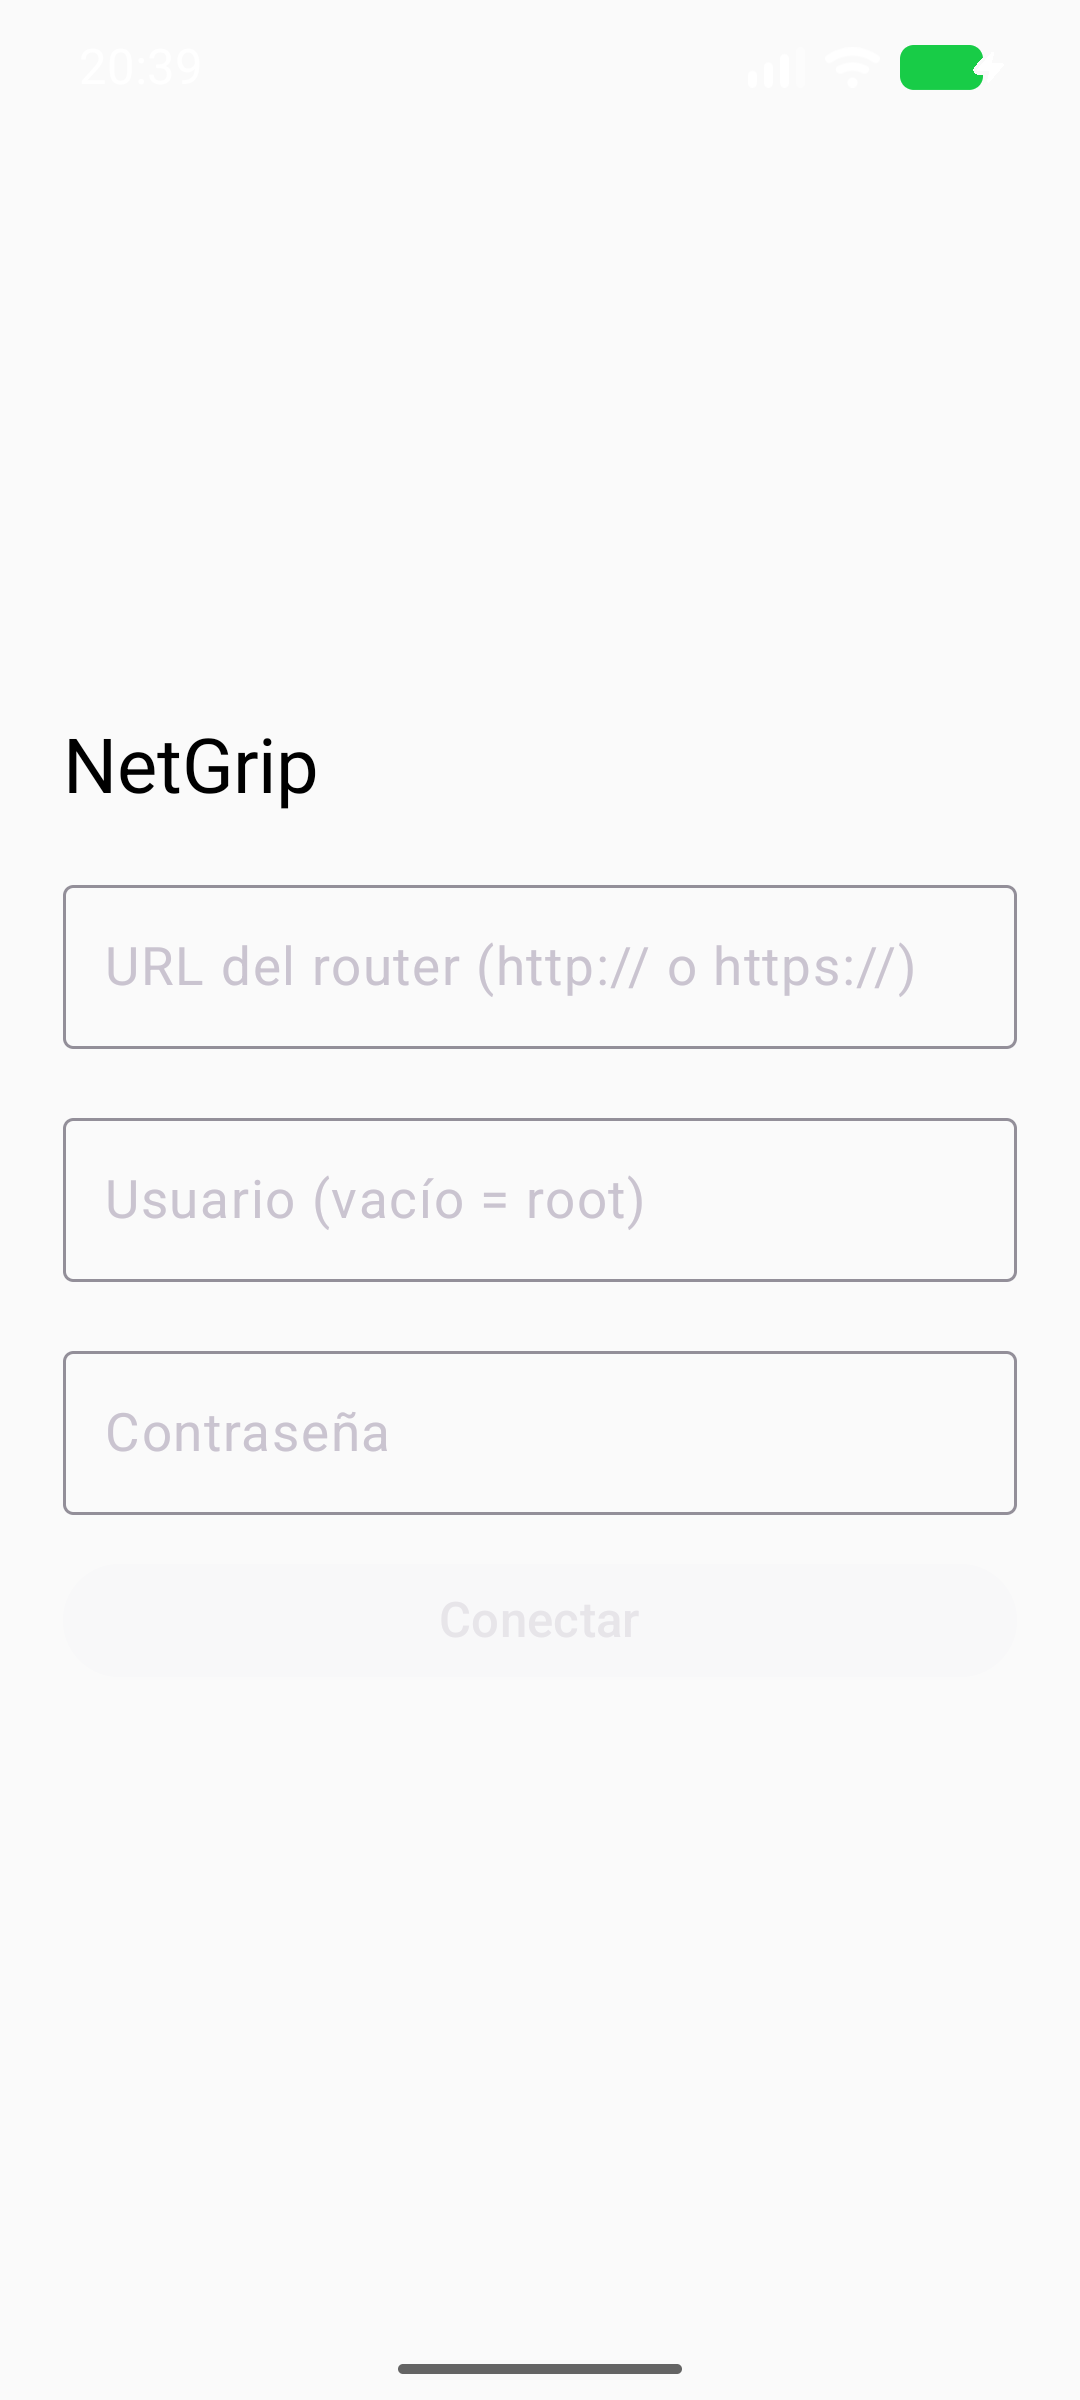 20:39
NetGrip
URL del router (http:// o https://)
Usuario (vacío = root)
Contraseña
Conectar